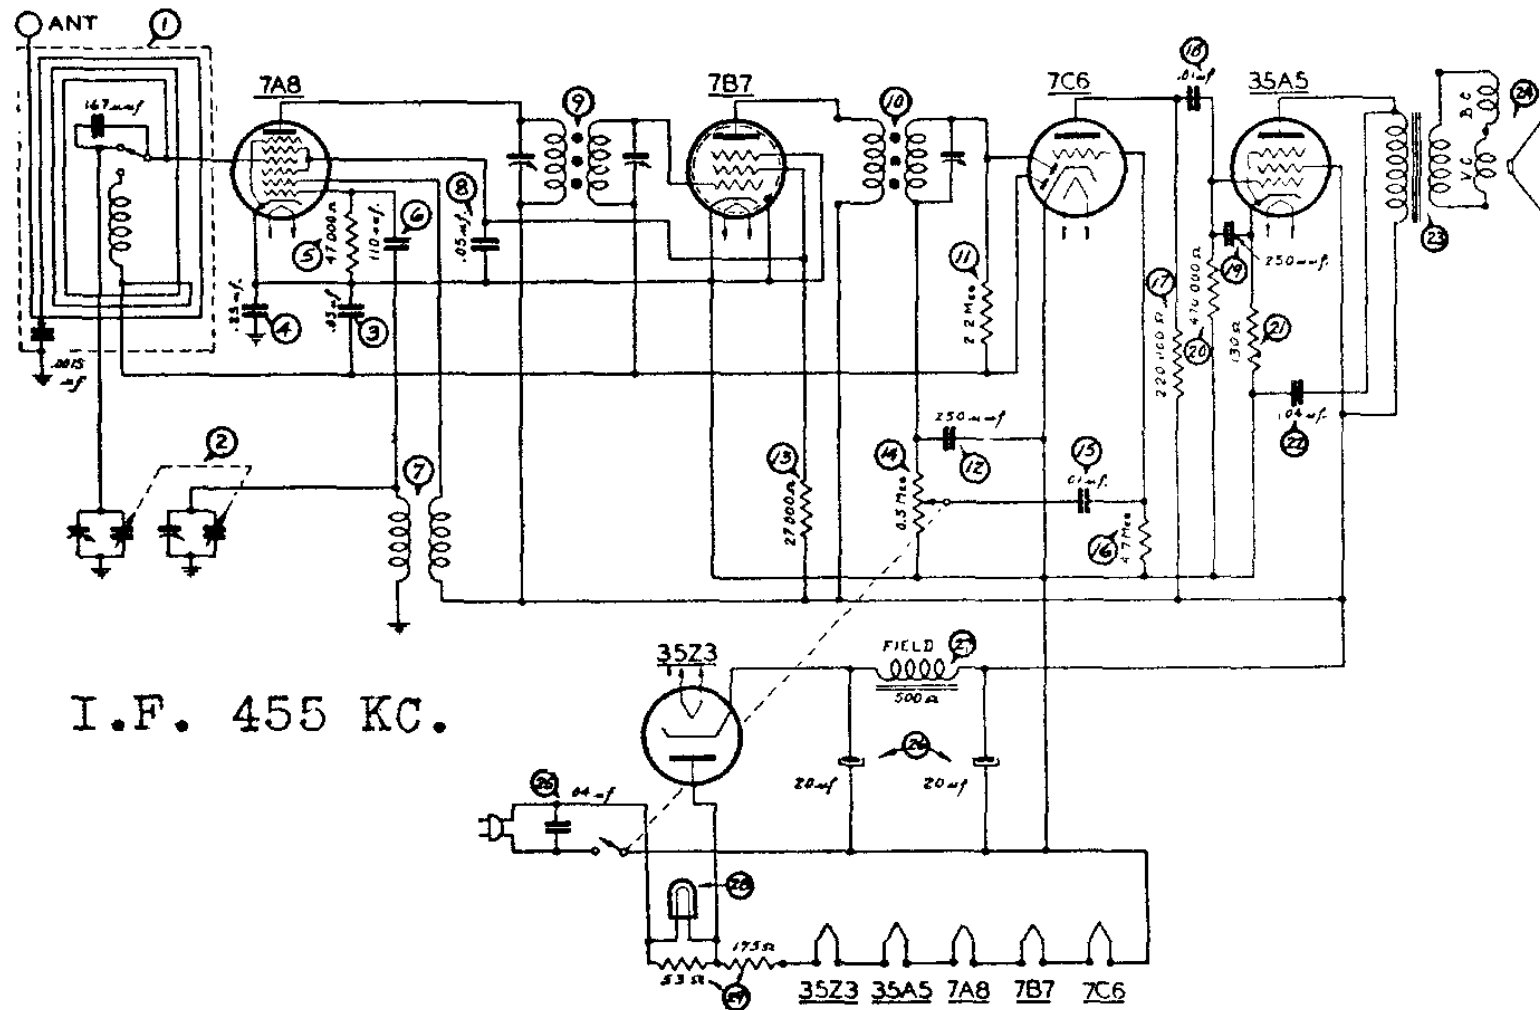 ANT
1
167 mmf
.0015 mf
7A8
9
7B7
10
7C6
18
.01 mf
35A5
24
B.C.
V.C.
23
5
47000 Ω
6
110 mmf.
8
.05 mf
.25 mf.
4
.05 mf
3
11
2.2 Meg
17
220000 Ω
19
250 mmf.
470000 Ω
20
130 Ω
21
.04 mf.
22
2
7
13
27000 Ω
14
0.5 Meg
250 mmf
12
15
.01 mf.
16
4.7 Meg
35Z3
FIELD
500 Ω
I.F. 455 KC.
26
20 mf
20 mf
25
.04 mf
28
53 Ω
175 Ω
35Z3
35A5
7A8
7B7
7C6